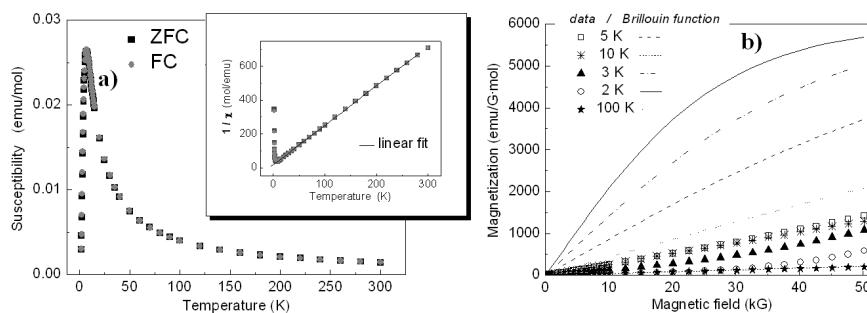 a)
ZFC
FC
Susceptibility (emu/mol)
0.03
0.02
0.01
0.00
0 50 100 150 200 250 300
Temperature (K)
1 / χ (mol/emu)
800
600
400
200
0
0 100 200 300
Temperature (K)
linear fit
b)
data / Brillouin function
5 K
10 K
3 K
2 K
100 K
Magnetization (emu/G·mol)
6000
5000
4000
3000
2000
1000
0
0 10 20 30 40 50
Magnetic field (kG)